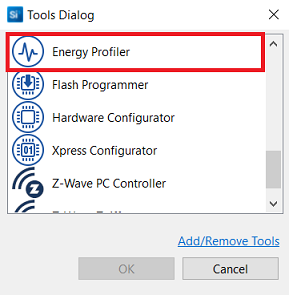 Si Tools Dialog
Energy Profiler
Flash Programmer
Hardware Configurator
01
Xpress Configurator
Z
Z-Wave PC Controller
Add/Remove Tools
OK Cancel